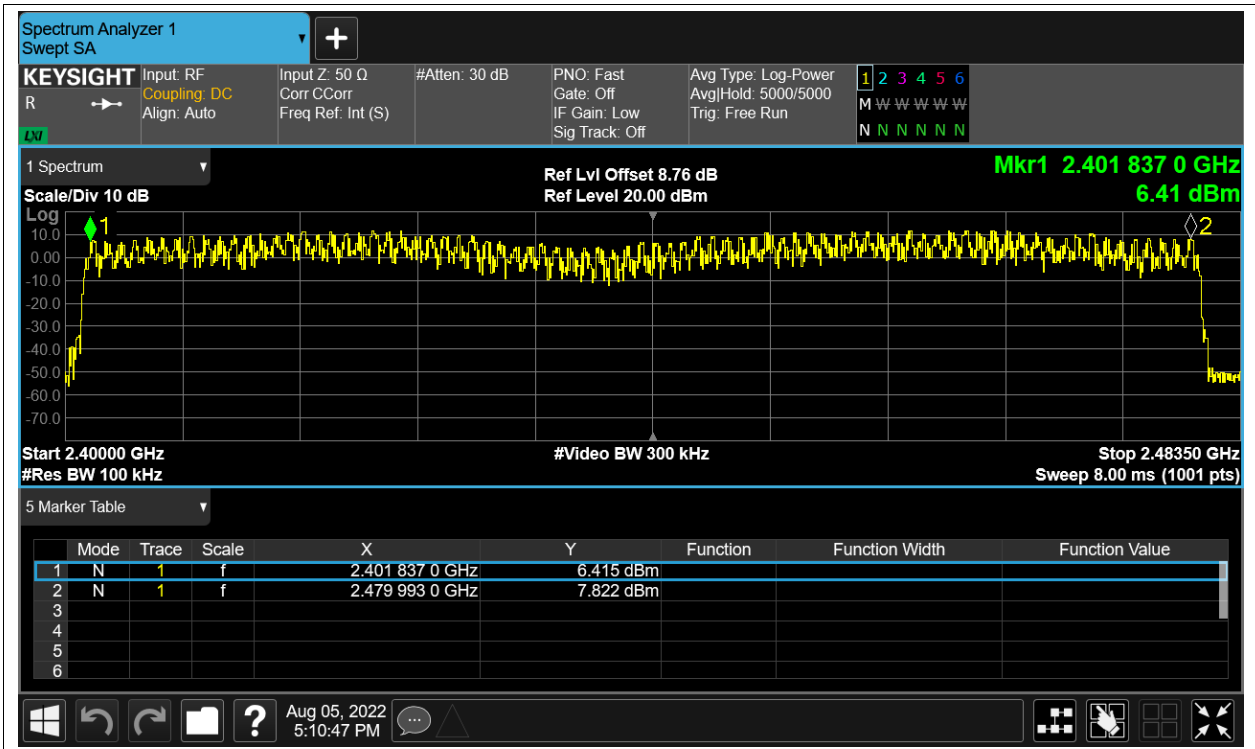 Spectrum Analyzer 1
Swept SA
+
KEYSIGHT Input: RF Input Z: 50 Ω #Atten: 30 dB PNO: Fast Avg Type: Log-Power 1 2 3 4 5 6
R Coupling: DC Corr CCorr Gate: Off Avg|Hold: 5000/5000 M W W W W W
Align: Auto Freq Ref: Int (S) IF Gain: Low Trig: Free Run
LXI Sig Track: Off N N N N N N
1 Spectrum Ref Lvl Offset 8.76 dB Mkr1 2.401 837 0 GHz
Scale/Div 10 dB Ref Level 20.00 dBm 6.41 dBm
Log
1 2
10.0
0.00
-10.0
-20.0
-30.0
-40.0
-50.0
-60.0
-70.0
Start 2.40000 GHz #Video BW 300 kHz Stop 2.48350 GHz
#Res BW 100 kHz Sweep 8.00 ms (1001 pts)
5 Marker Table
Mode Trace Scale X Y Function Function Width Function Value
1 N 1 f 2.401 837 0 GHz 6.415 dBm
2 N 1 f 2.479 993 0 GHz 7.822 dBm
3
4
5
6
? Aug 05, 2022
5:10:47 PM